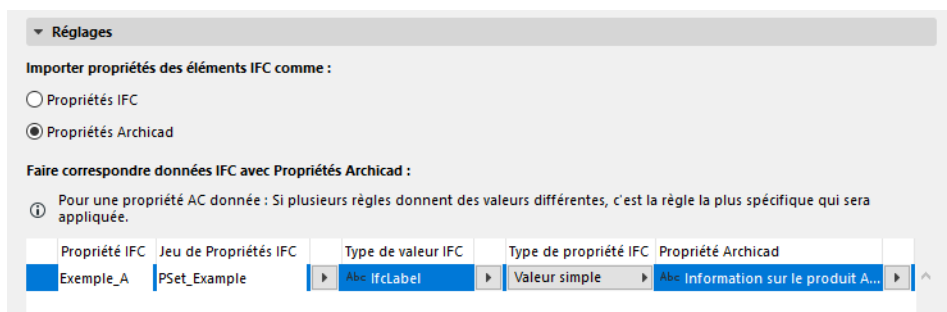 Réglages
Importer propriétés des éléments IFC comme :
Propriétés IFC
Propriétés Archicad
Faire correspondre données IFC avec Propriétés Archicad :
Pour une propriété AC donnée : Si plusieurs règles donnent des valeurs différentes, c'est la règle la plus spécifique qui sera
appliquée.
Propriété IFC Jeu de Propriétés IFC Type de valeur IFC Type de propriété IFC Propriété Archicad
Exemple_A PSet_Example Abc IfcLabel Valeur simple Abc Information sur le produit A...